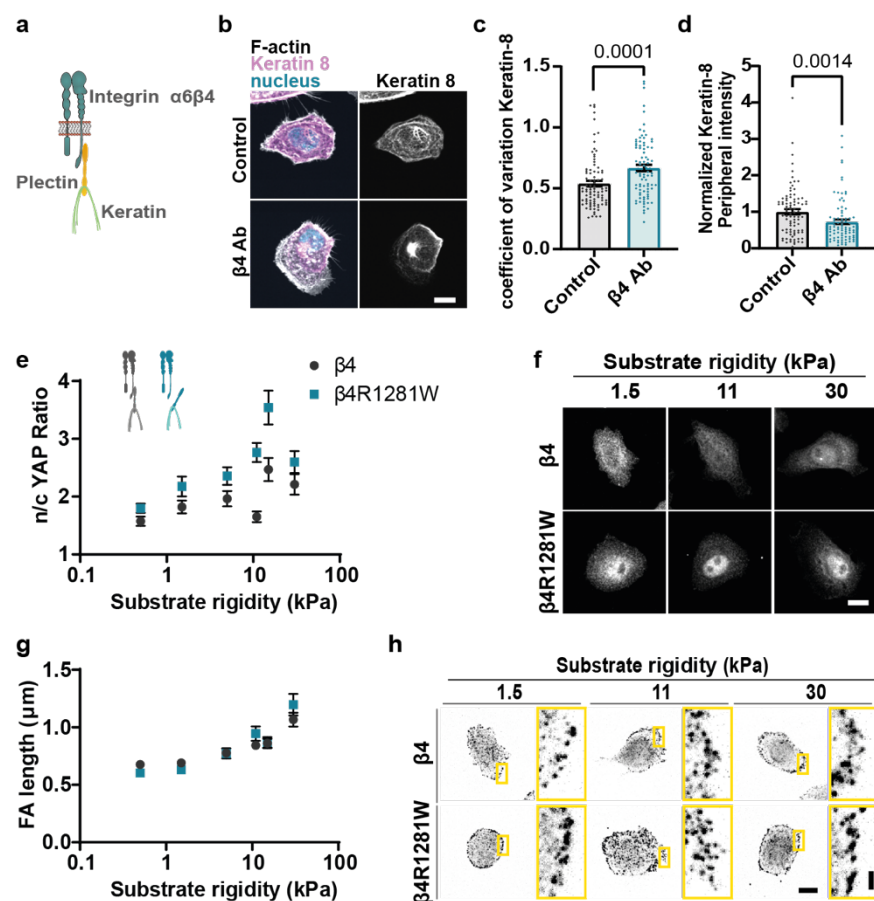 a
Integrin α6β4
Plectin
Keratin
b
F-actin
Keratin 8
nucleus
Keratin 8
Control
β4 Ab
c
0.0001
coefficient of variation Keratin-8
1.5
1.0
0.5
0.0
Control
β4 Ab
d
0.0014
Normalized Keratin-8
Peripheral intensity
5
4
3
2
1
0
Control
β4 Ab
e
β4
β4R1281W
n/c YAP Ratio
4
3
2
1
0.1
1
10
100
Substrate rigidity (kPa)
f
Substrate rigidity (kPa)
1.5
11
30
β4
β4R1281W
g
FA length (μm)
1.5
1.0
0.5
0.0
0.1
1
10
100
Substrate rigidity (kPa)
h
Substrate rigidity (kPa)
1.5
11
30
β4
β4R1281W